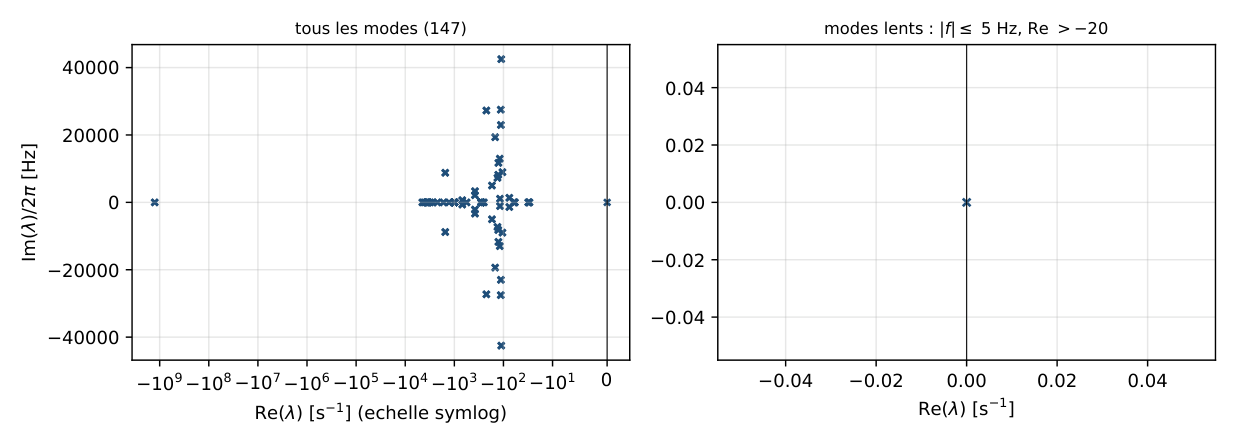 tous les modes (147)
40000
20000
0
−20000
−40000
Im(λ)/2π [Hz]
−10⁹ −10⁸ −10⁷ −10⁶ −10⁵ −10⁴ −10³ −10² −10¹ 0
Re(λ) [s⁻¹] (echelle symlog)
modes lents : |f| ≤ 5 Hz, Re > −20
0.04
0.02
0.00
−0.02
−0.04
−0.04 −0.02 0.00 0.02 0.04
Re(λ) [s⁻¹]